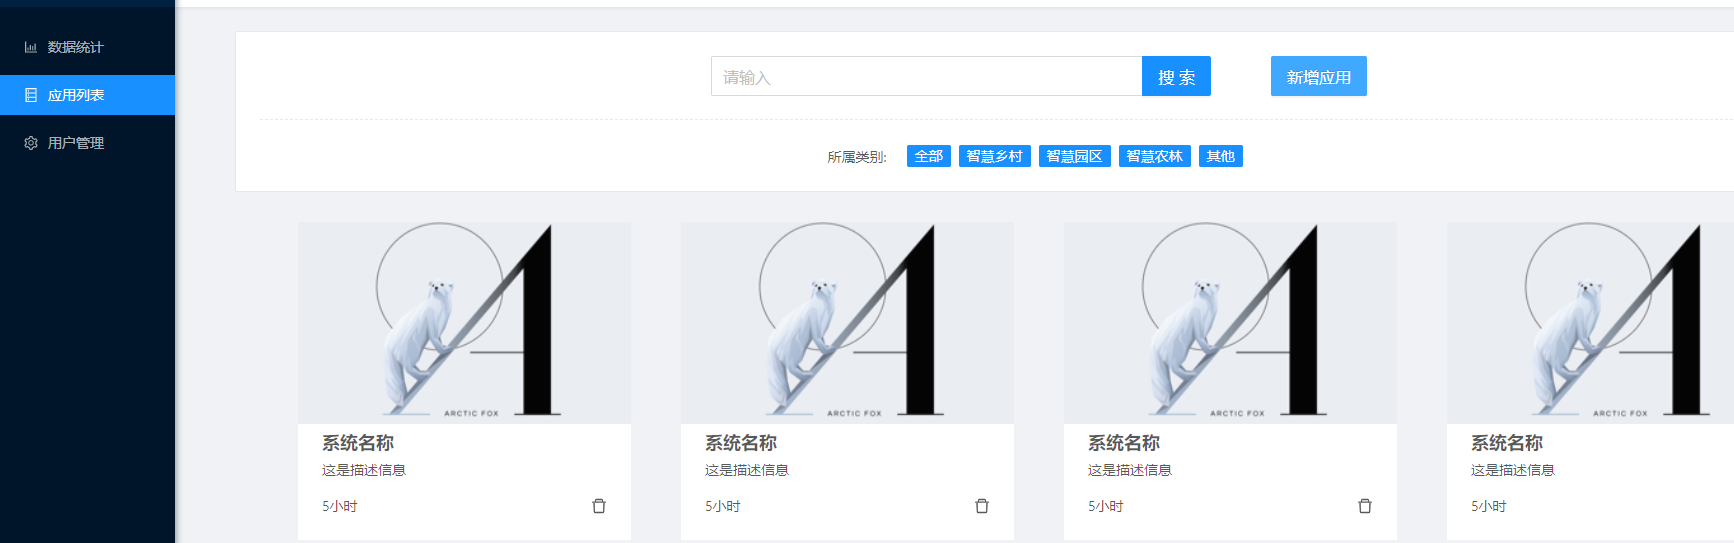 数据统计
应用列表
用户管理
请输入
搜 索
新增应用
所属类别:
全部
智慧乡村
智慧园区
智慧农林
其他
ARCTIC FOX
系统名称
这是描述信息
5小时
ARCTIC FOX
系统名称
这是描述信息
5小时
ARCTIC FOX
系统名称
这是描述信息
5小时
ARCTIC FOX
系统名称
这是描述信息
5小时